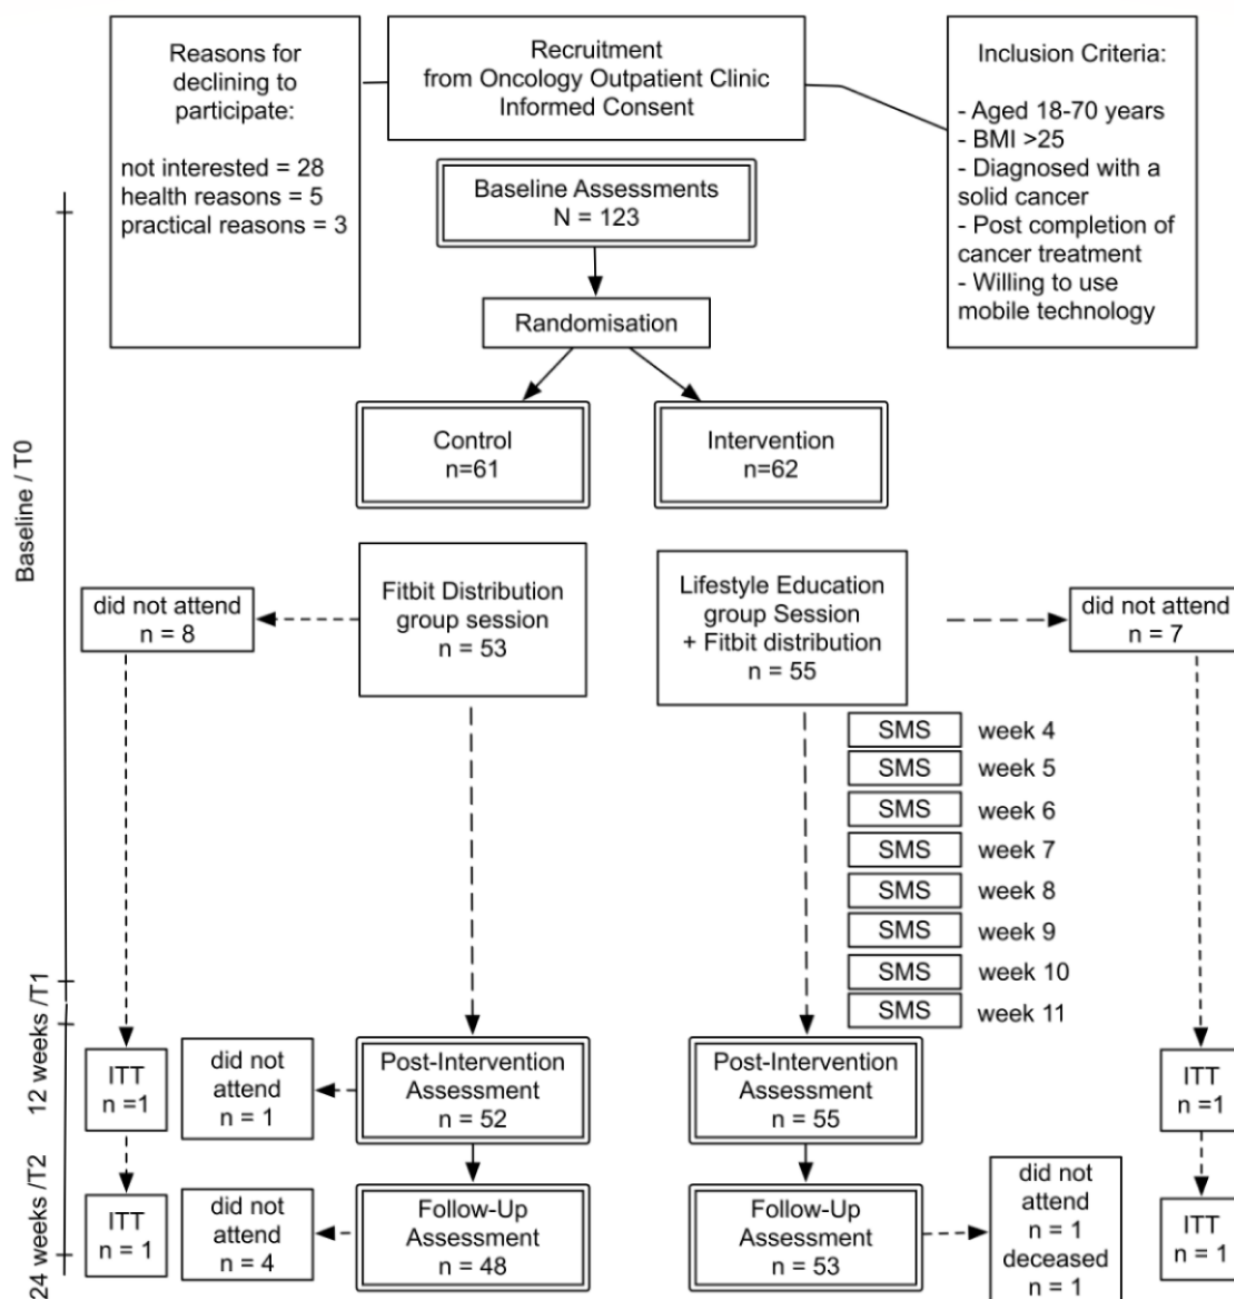 Reasons for
declining to
participate:
not interested = 28
health reasons = 5
practical reasons = 3
Recruitment
from Oncology Outpatient Clinic
Informed Consent
Inclusion Criteria:
- Aged 18-70 years
- BMI >25
- Diagnosed with a
solid cancer
- Post completion of
cancer treatment
- Willing to use
mobile technology
Baseline Assessments
N = 123
Randomisation
Control
n=61
Intervention
n=62
Baseline / T0
did not attend
n = 8
Fitbit Distribution
group session
n = 53
Lifestyle Education
group Session
+ Fitbit distribution
n = 55
did not attend
n = 7
SMS week 4
SMS week 5
SMS week 6
SMS week 7
SMS week 8
SMS week 9
SMS week 10
SMS week 11
12 weeks /T1
ITT
n =1
did not
attend
n = 1
Post-Intervention
Assessment
n = 52
Post-Intervention
Assessment
n = 55
ITT
n =1
24 weeks /T2
ITT
n = 1
did not
attend
n = 4
Follow-Up
Assessment
n = 48
Follow-Up
Assessment
n = 53
did not
attend
n = 1
deceased
n = 1
ITT
n = 1